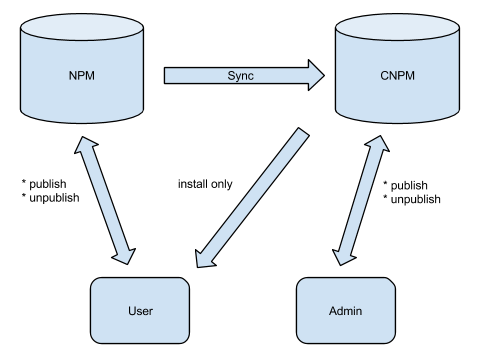 NPM
Sync
CNPM
* publish
* unpublish
install only
* publish
* unpublish
User
Admin